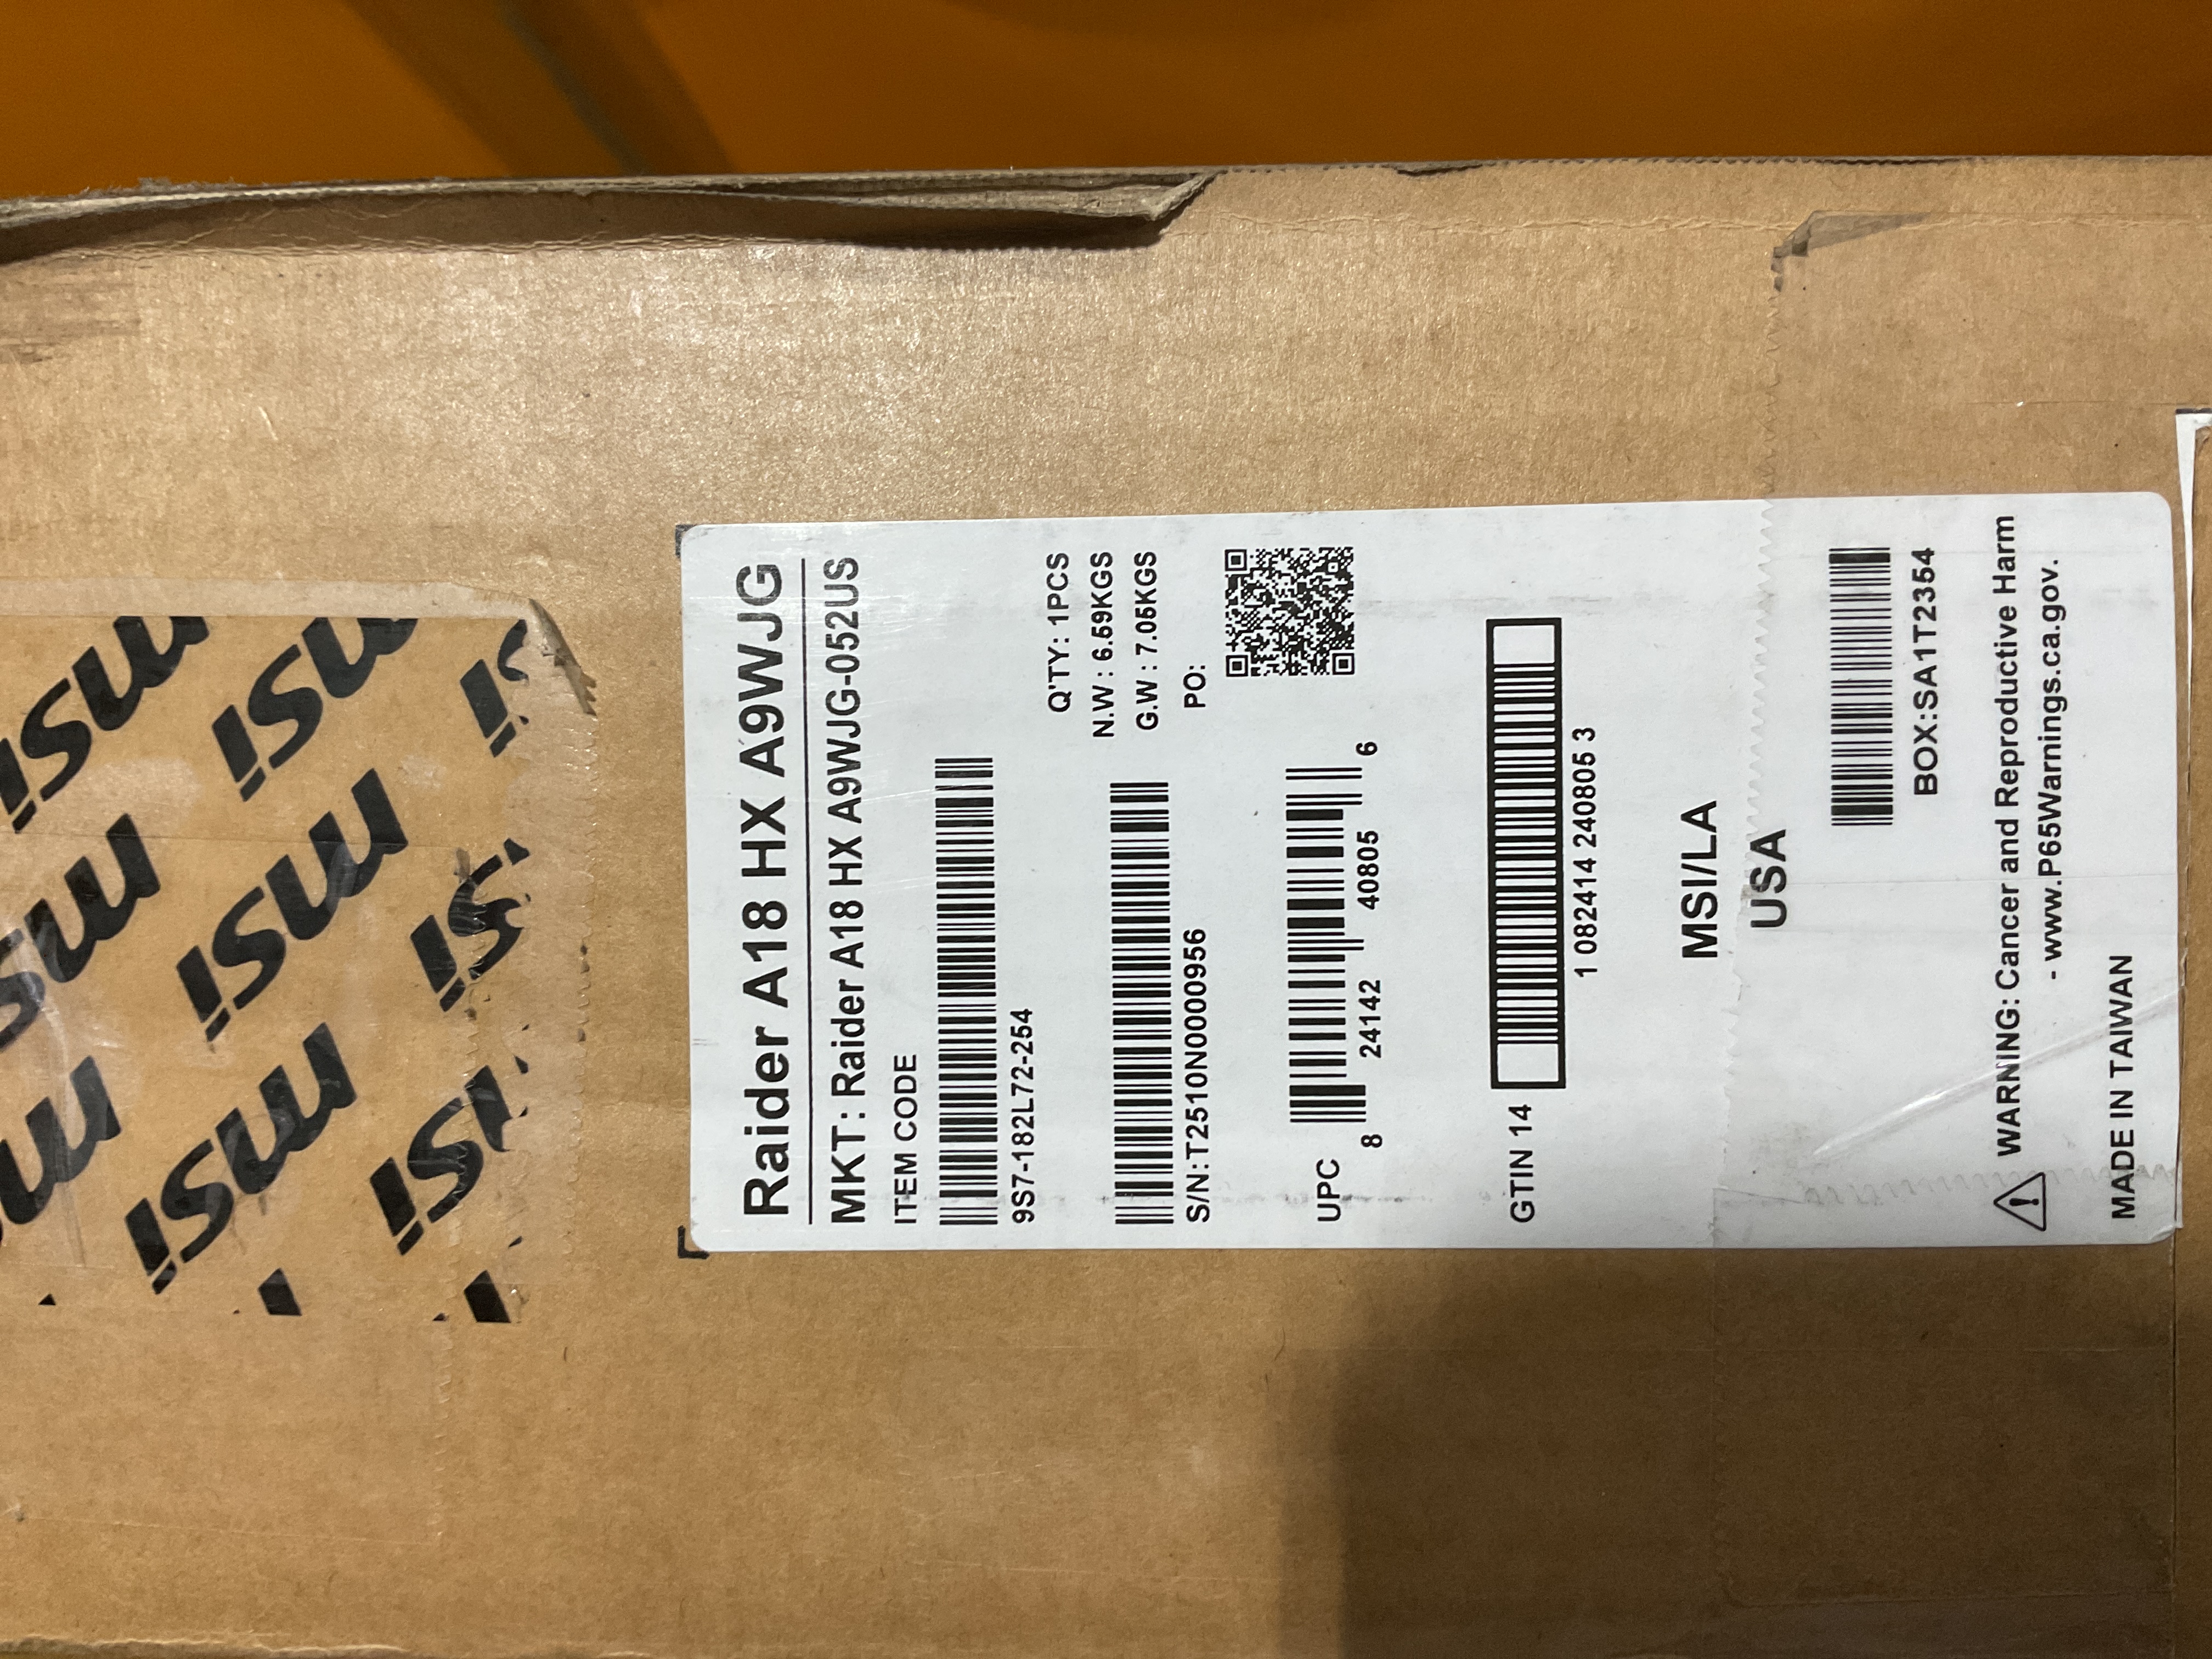 Raider A18 HX A9WJG
MKT : Raider A18 HX A9WJG-052US
ITEM CODE
9S7-182L72-254
Q'TY: 1PCS
N.W : 6.59KGS
G.W : 7.05KGS
PO:
S/N:T2510N0000956
UPC
8 24142 40805 6
GTIN 14
1 082414 240805 3
MSI/LA
USA
BOX:SA1T2354
WARNING: Cancer and Reproductive Harm
- www.P65Warnings.ca.gov.
MADE IN TAIWAN
msi
msi
msi
msi
msi
msi